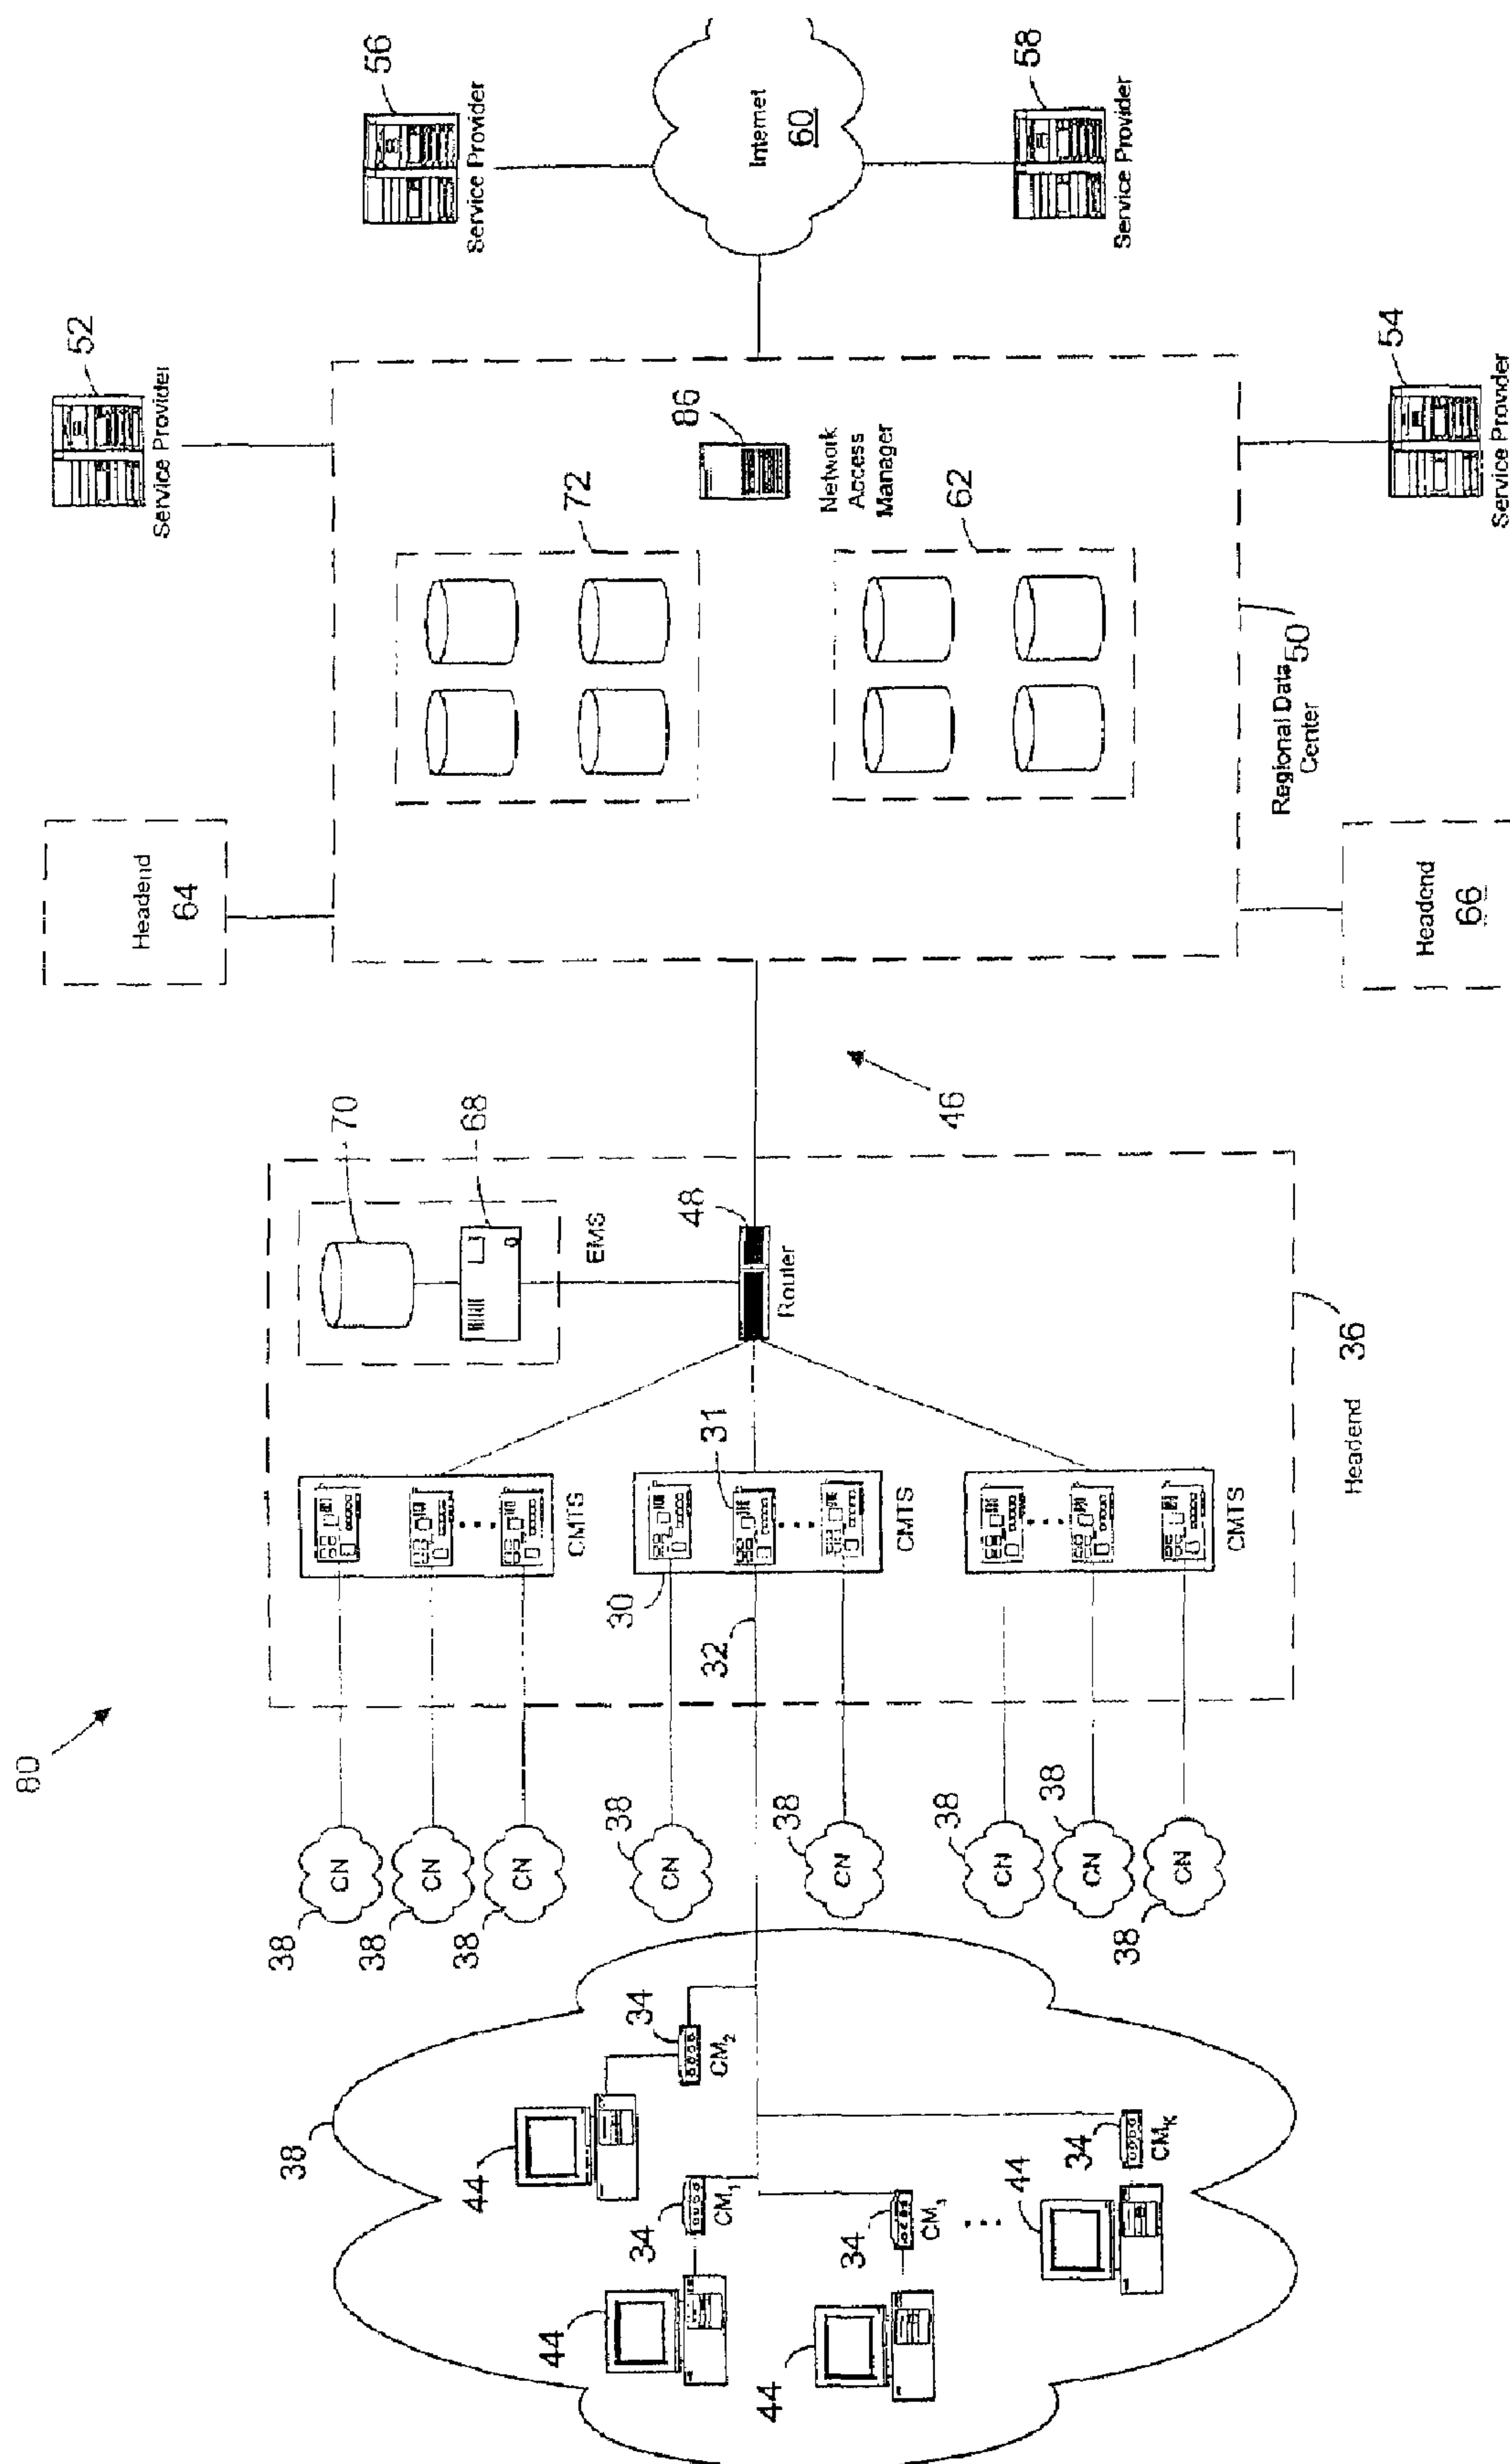 80
38
44
34
CM₂
44
34
CM₁
44
34
CM₃
44
34
CMₖ
CN
38
CN
38
CN
38
CN
38
CN
38
CN
38
CN
38
CN
38
32
30
31
CMTS
CMTS
CMTS
70
68
EMS
48
Router
Headend
36
46
Headend
64
Headend
66
72
62
86
Network
Access
Manager
Regional Data
Center
50
52
Service Provider
54
Service Provider
56
Service Provider
Internet
60
58
Service Provider